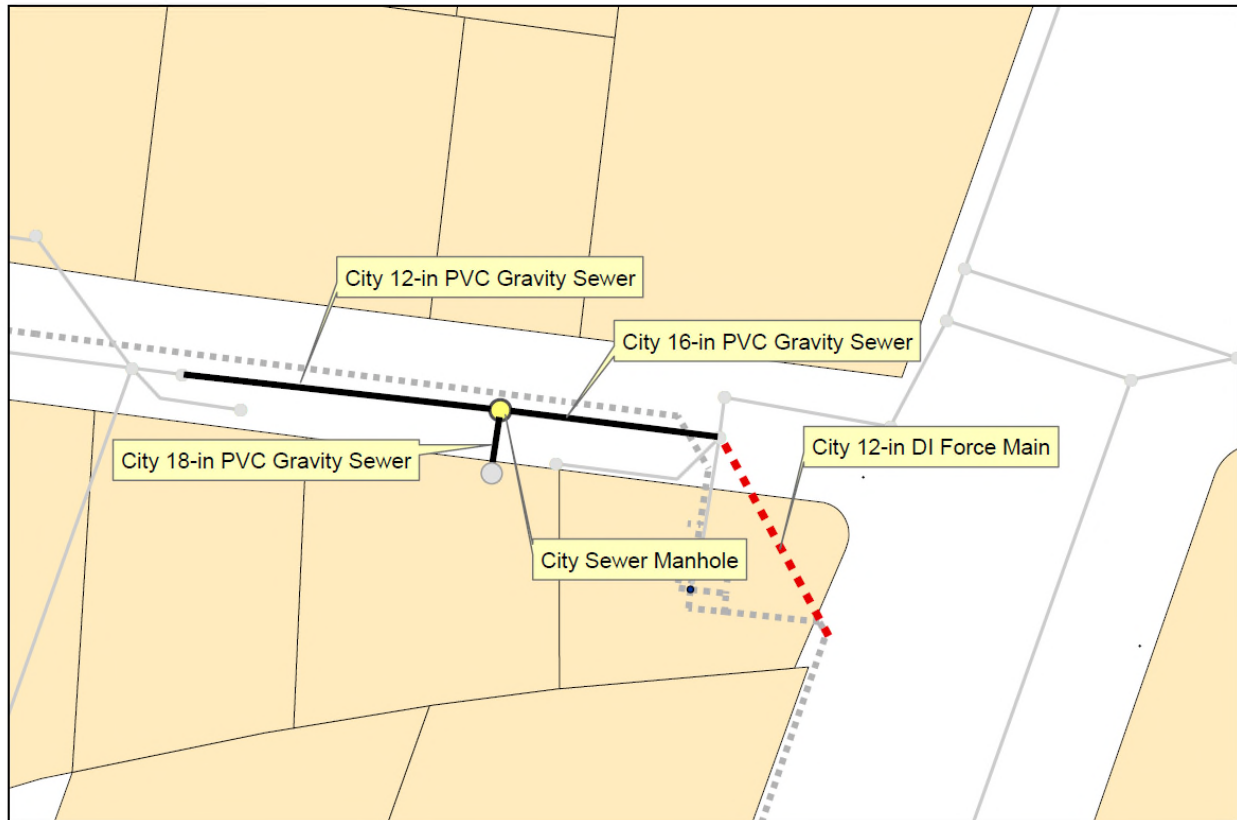 City 12-in PVC Gravity Sewer
City 16-in PVC Gravity Sewer
City 18-in PVC Gravity Sewer
City 12-in DI Force Main
City Sewer Manhole